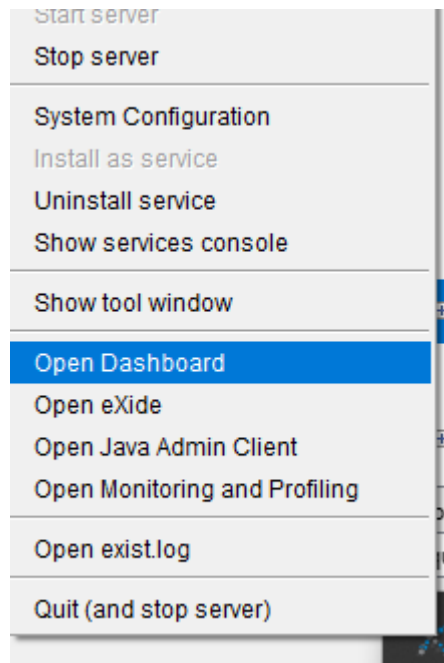 Start server
Stop server
System Configuration
Install as service
Uninstall service
Show services console
Show tool window
Open Dashboard
Open eXide
Open Java Admin Client
Open Monitoring and Profiling
Open exist.log
Quit (and stop server)